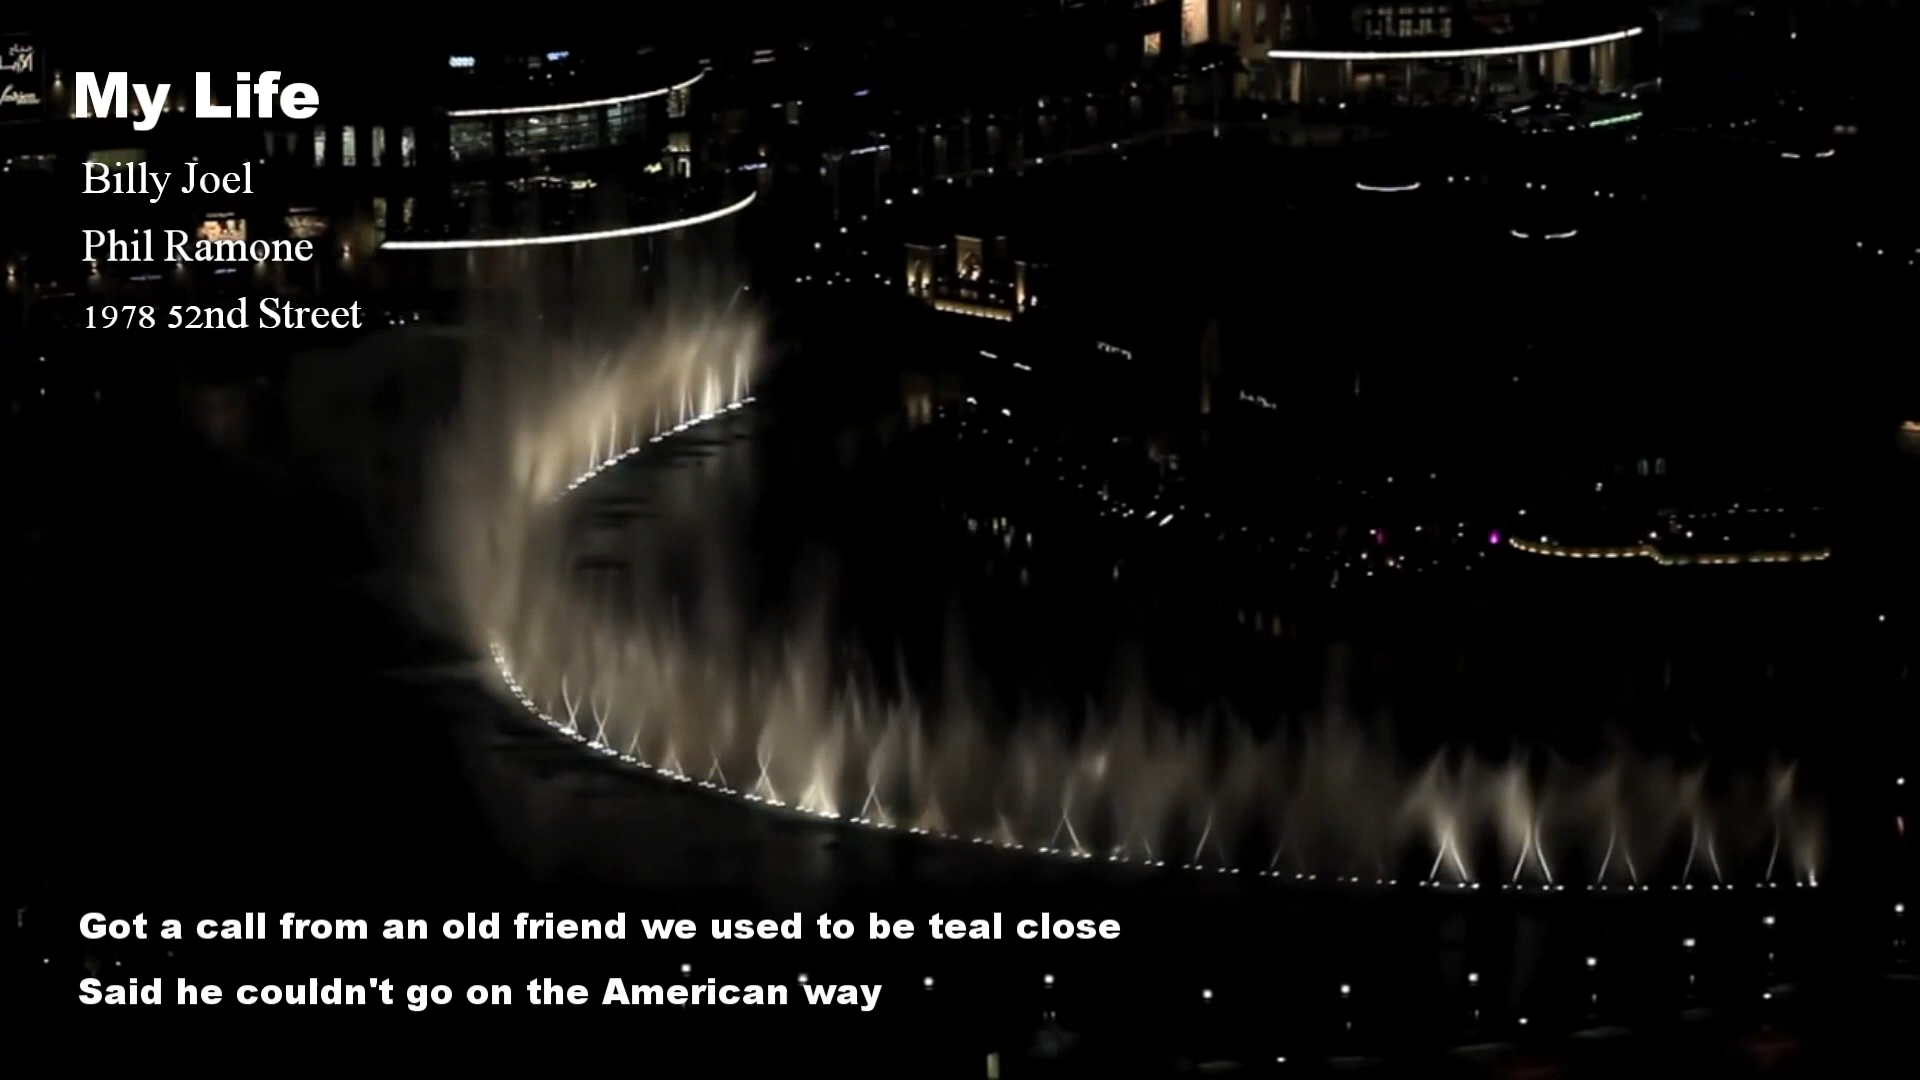 My Life
Billy Joel
Phil Ramone
1978 52nd Street
Got a call from an old friend we used to be teal close
Said he couldn't go on the American way